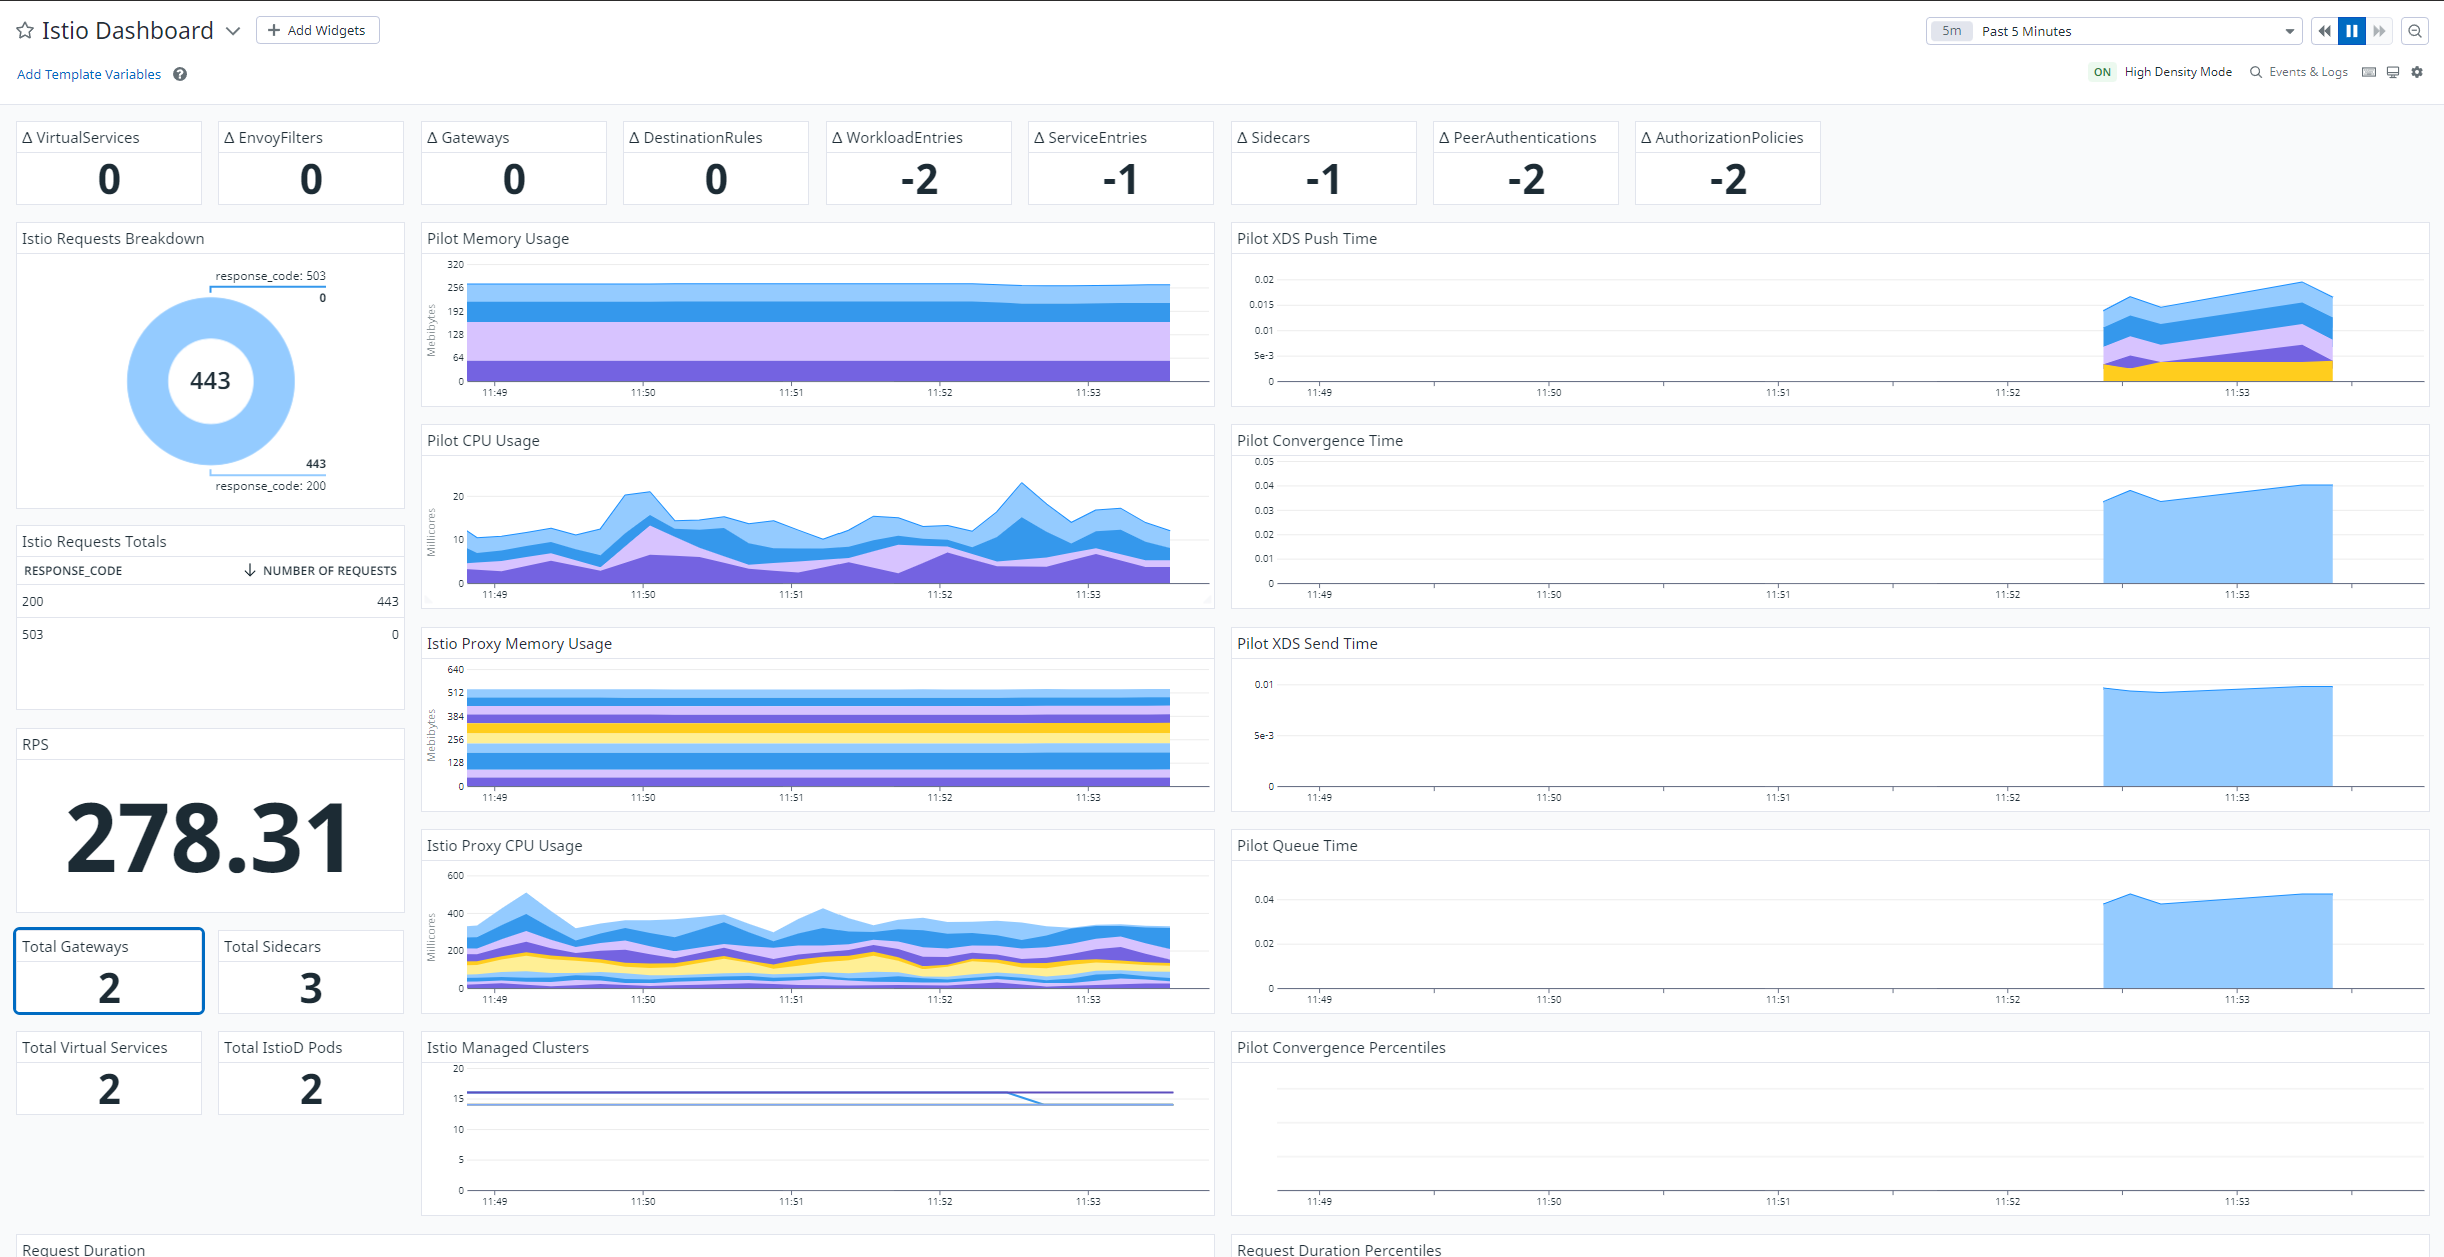 Istio Dashboard
Add Widgets
5m Past 5 Minutes
Add Template Variables ?
ON High Density Mode Events & Logs
Δ VirtualServices
0
Δ EnvoyFilters
0
Δ Gateways
0
Δ DestinationRules
0
Δ WorkloadEntries
-2
Δ ServiceEntries
-1
Δ Sidecars
-1
Δ PeerAuthentications
-2
Δ AuthorizationPolicies
-2
Istio Requests Breakdown
response_code: 503
0
443
443
response_code: 200
Istio Requests Totals
RESPONSE_CODE NUMBER OF REQUESTS
200 443
503 0
RPS
278.31
Total Gateways
2
Total Sidecars
3
Total Virtual Services
2
Total IstioD Pods
2
Pilot Memory Usage
Mebibytes
320
256
192
128
64
0
11:49 11:50 11:51 11:52 11:53
Pilot CPU Usage
Millicores
20
10
0
11:49 11:50 11:51 11:52 11:53
Istio Proxy Memory Usage
Mebibytes
640
512
384
256
128
0
11:49 11:50 11:51 11:52 11:53
Istio Proxy CPU Usage
Millicores
600
400
200
0
11:49 11:50 11:51 11:52 11:53
Istio Managed Clusters
20
15
10
5
0
11:49 11:50 11:51 11:52 11:53
Pilot XDS Push Time
0.02
0.015
0.01
5e-3
0
11:49 11:50 11:51 11:52 11:53
Pilot Convergence Time
0.05
0.04
0.03
0.02
0.01
0
11:49 11:50 11:51 11:52 11:53
Pilot XDS Send Time
0.01
5e-3
0
11:49 11:50 11:51 11:52 11:53
Pilot Queue Time
0.04
0.02
0
11:49 11:50 11:51 11:52 11:53
Pilot Convergence Percentiles
11:49 11:50 11:51 11:52 11:53
Request Duration
Request Duration Percentiles